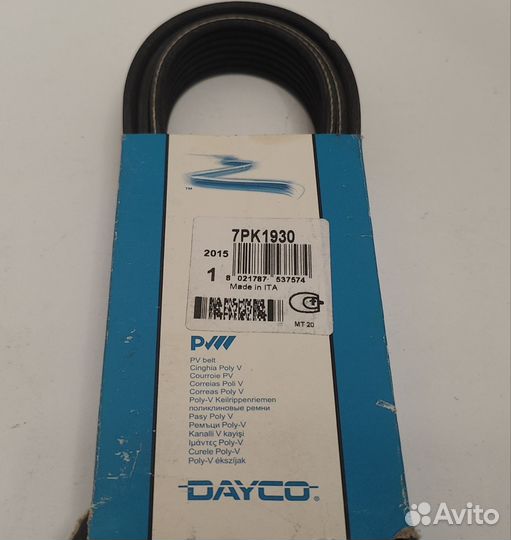 TM
7PK1930
2015
1
8 021787 537574
Made in ITA
MT 20
PV
PV belt
Cinghia Poly V
Courroie PV
Correias Poli V
Correas Poly V
Poly-V Keilrippenriemen
поликлиновые ремни
Pasy Poly V
Ремъци Poly-V
Kanalli V kayişi
Ιμάντες Poly-V
Curele Poly-V
Poly-V ékszíjak
DAYCO®
Avito